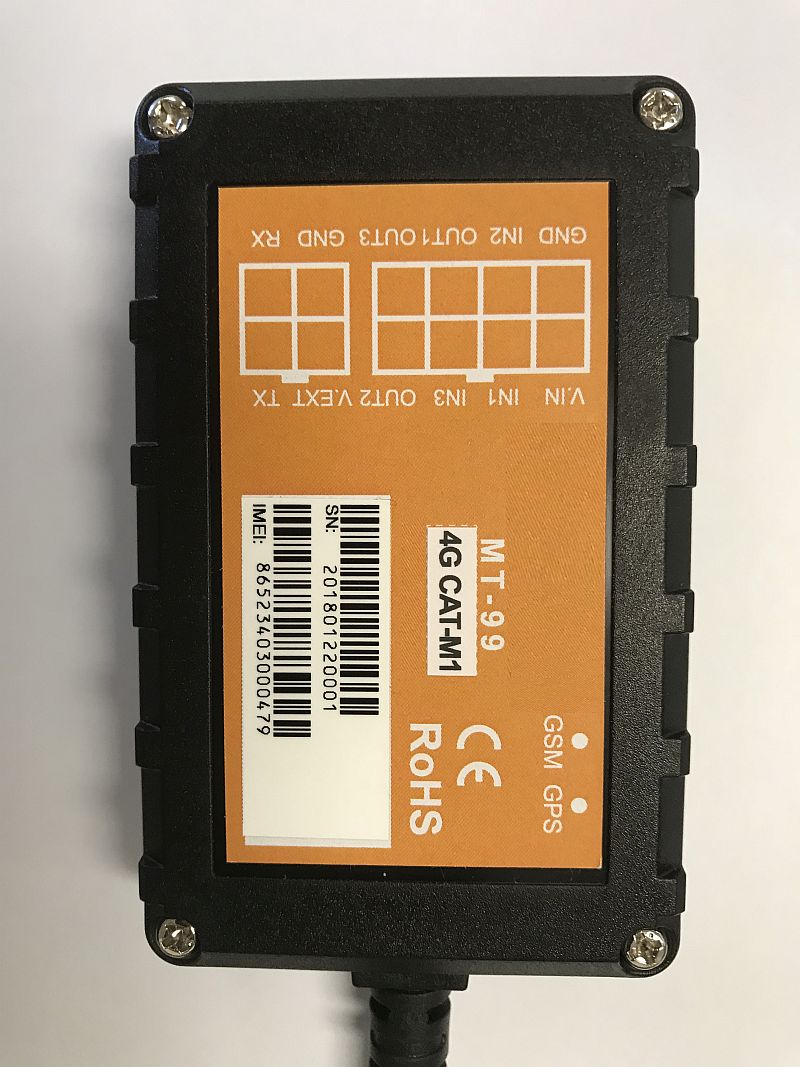 V.IN IN1 IN3 OUT2 V.EXT TX
GND IN2 OUT1 OUT3 GND RX
GSM GPS
MT-99
4G CAT-M1
CE
RoHS
SN: 201801220001
IMEI: 865234030000479